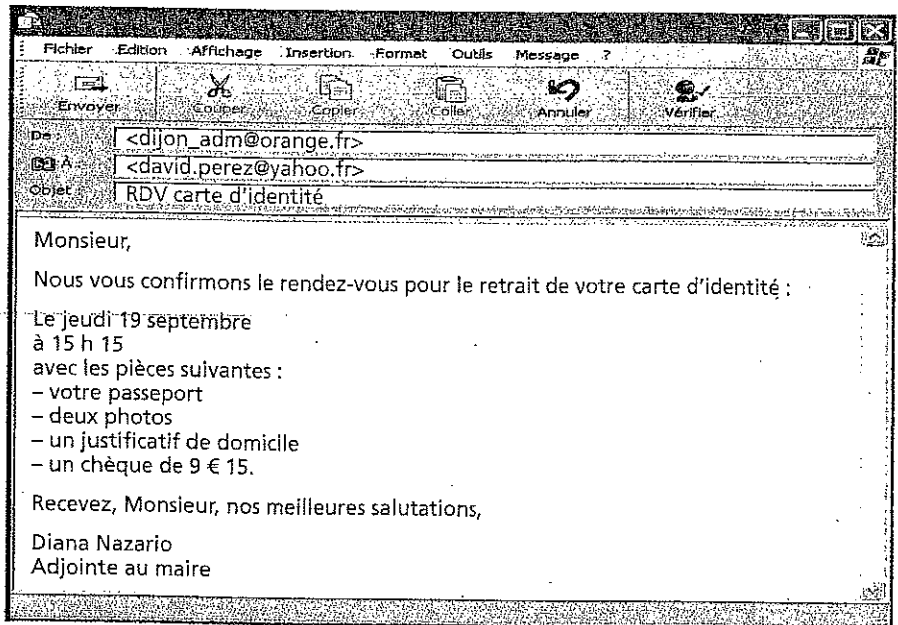 Fichier Edition Affichage Insertion Format Outils Message ?
Envoyer Couper Copier Coller Annuler Vérifier
De <dijon_adm@orange.fr>
À <david.perez@yahoo.fr>
Objet RDV carte d'identité
Monsieur,
Nous vous confirmons le rendez-vous pour le retrait de votre carte d'identité :
Le jeudi 19 septembre
à 15 h 15
avec les pièces suivantes :
– votre passeport
– deux photos
– un justificatif de domicile
– un chèque de 9 € 15.
Recevez, Monsieur, nos meilleures salutations,
Diana Nazario
Adjointe au maire